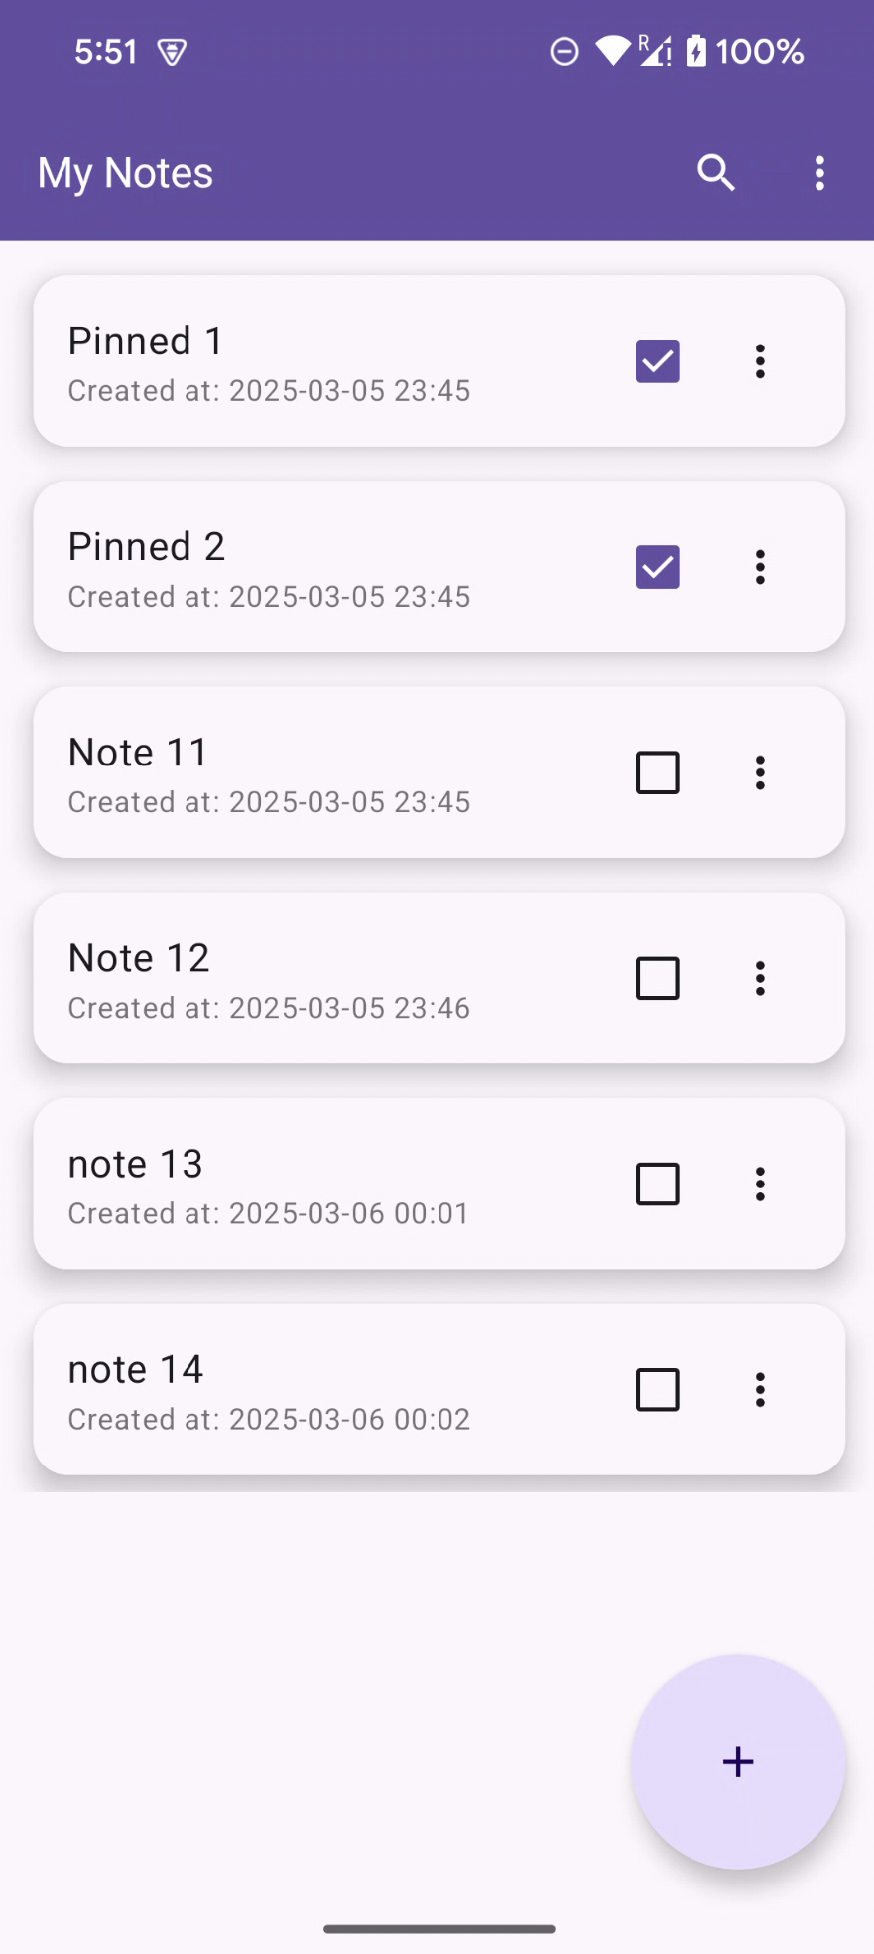 5:51
R
100%
My Notes
Pinned 1
Created at: 2025-03-05 23:45
Pinned 2
Created at: 2025-03-05 23:45
Note 11
Created at: 2025-03-05 23:45
Note 12
Created at: 2025-03-05 23:46
note 13
Created at: 2025-03-06 00:01
note 14
Created at: 2025-03-06 00:02